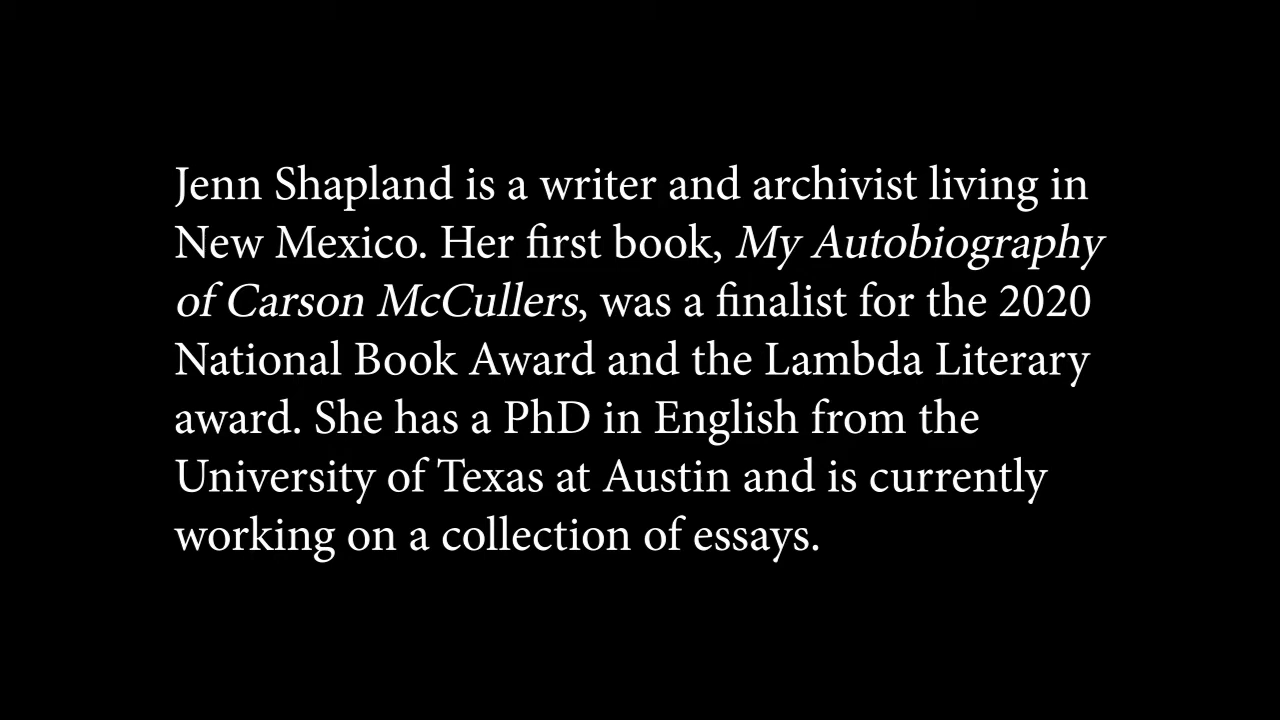 Jenn Shapland is a writer and archivist living in
New Mexico. Her first book, My Autobiography
of Carson McCullers, was a finalist for the 2020
National Book Award and the Lambda Literary
award. She has a PhD in English from the
University of Texas at Austin and is currently
working on a collection of essays.